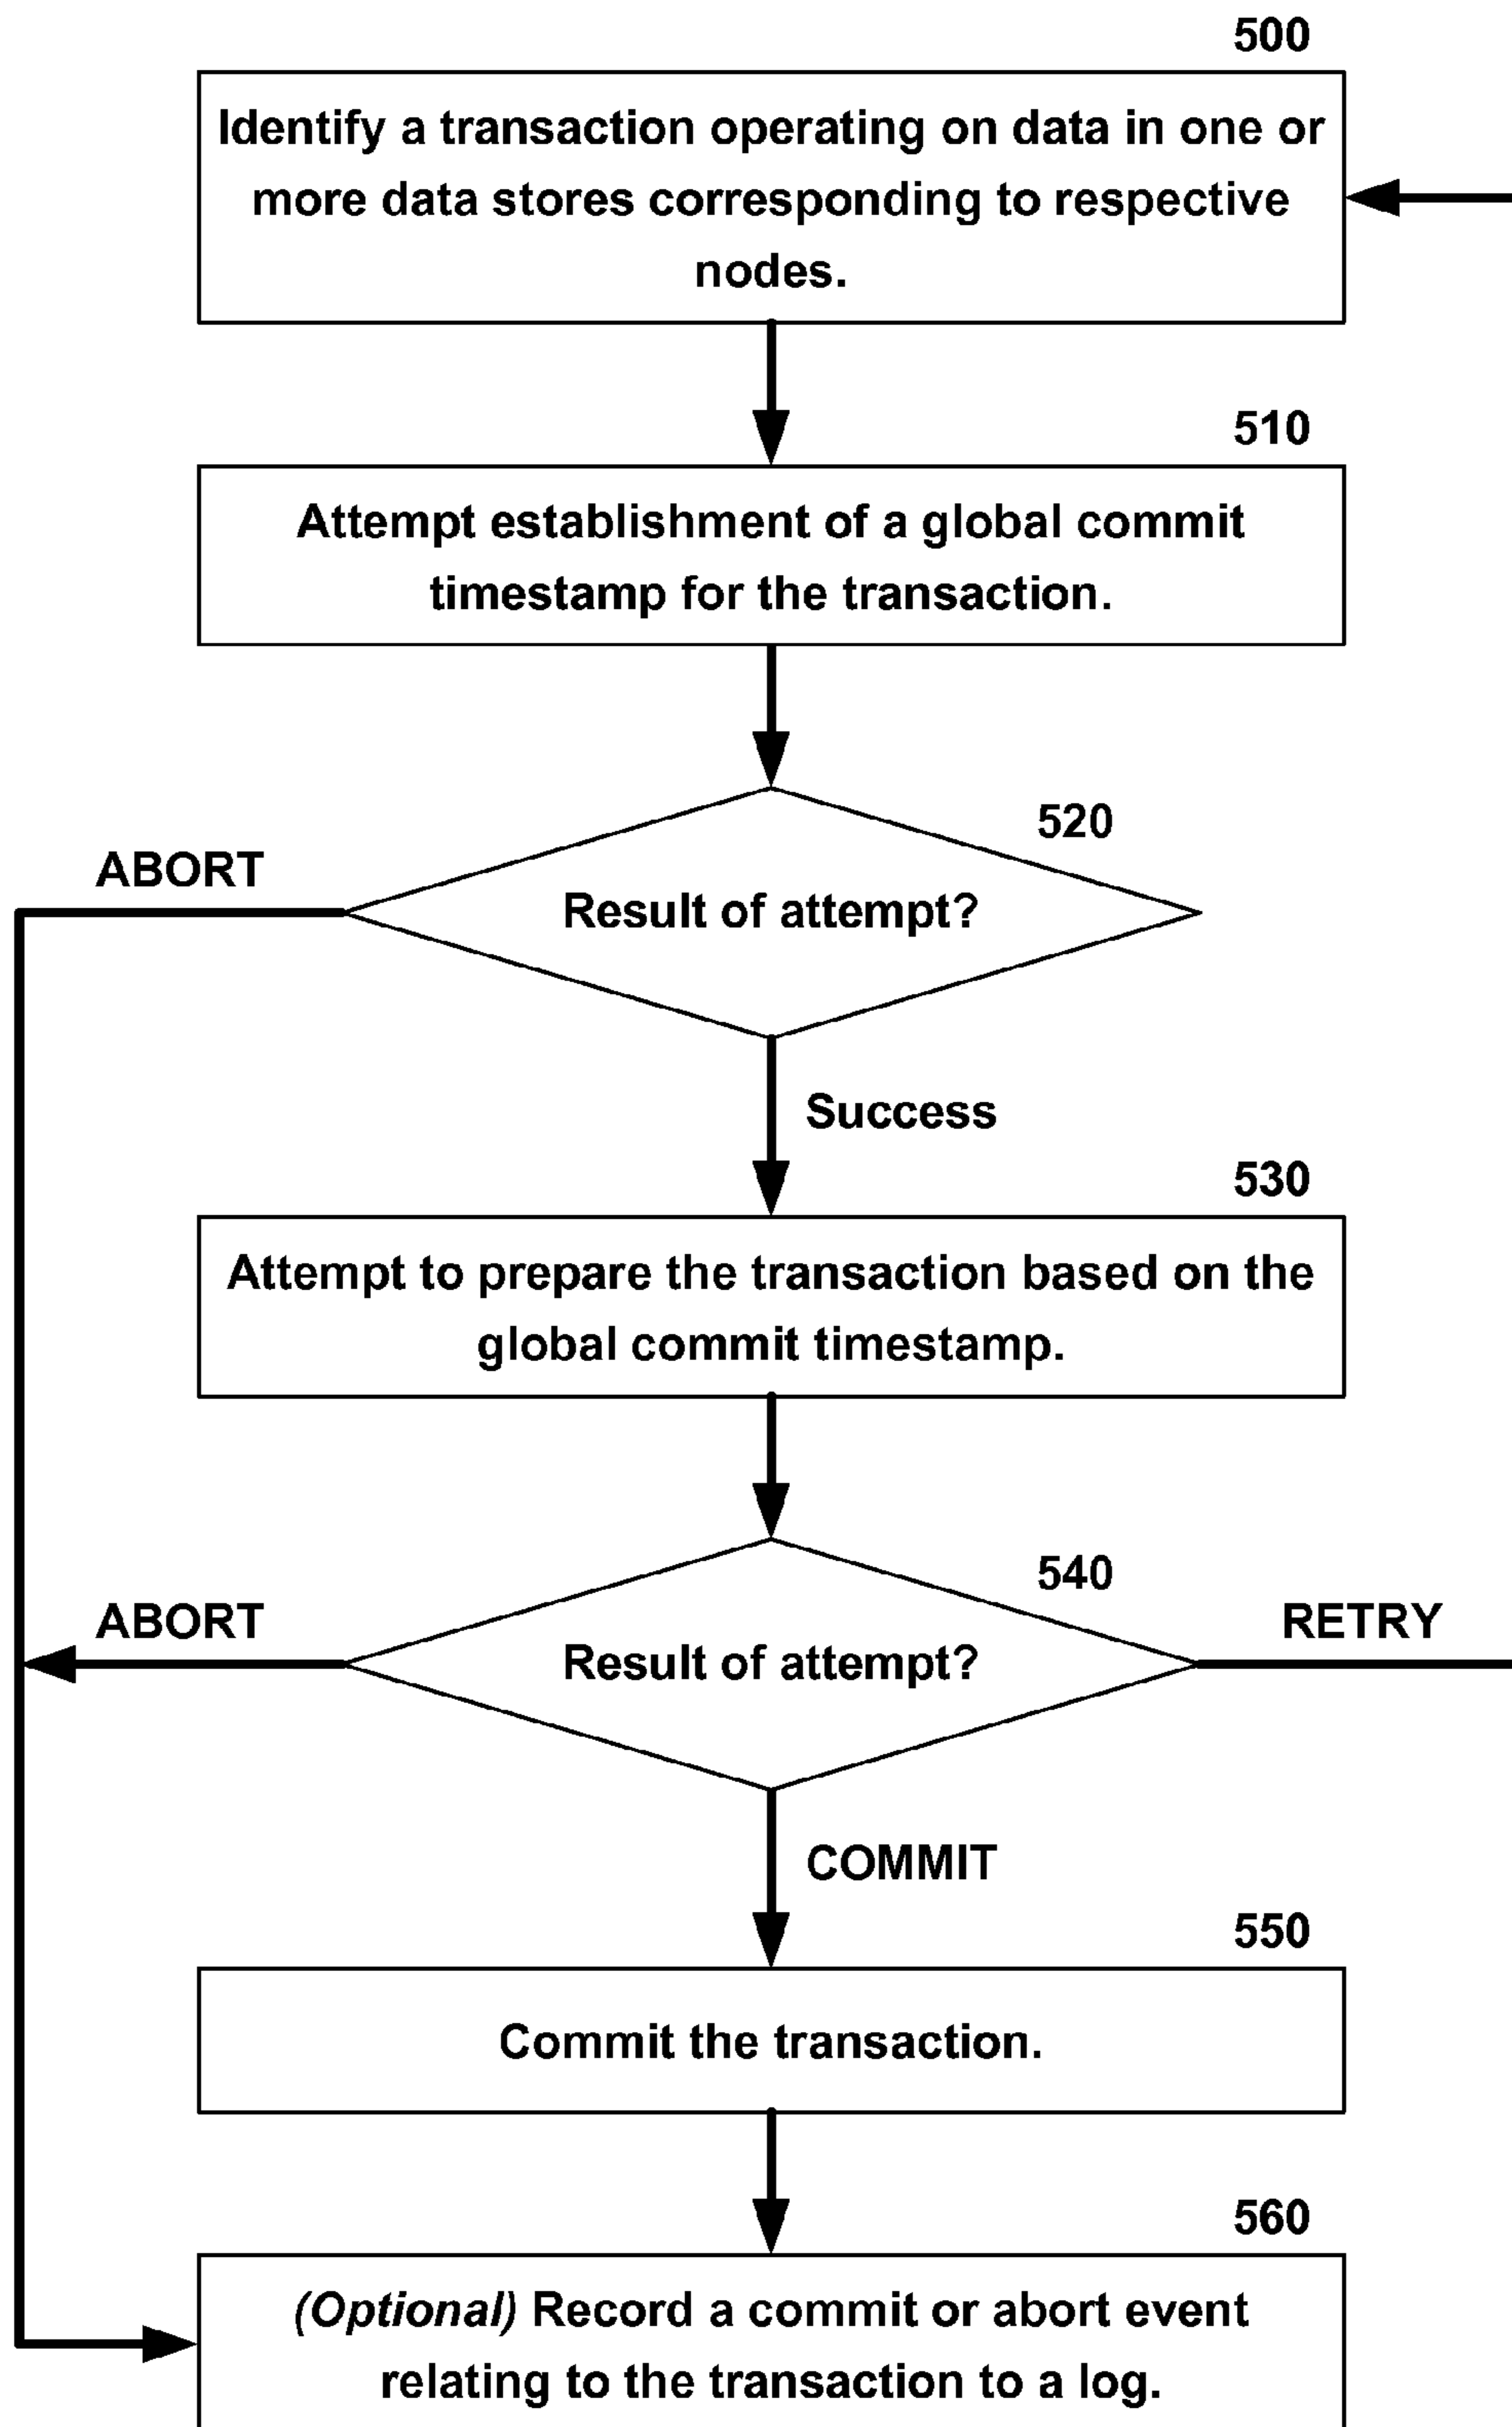 500
Identify a transaction operating on data in one or
more data stores corresponding to respective
nodes.
510
Attempt establishment of a global commit
timestamp for the transaction.
520
ABORT
Result of attempt?
Success
530
Attempt to prepare the transaction based on the
global commit timestamp.
540
ABORT
RETRY
Result of attempt?
COMMIT
550
Commit the transaction.
560
(Optional) Record a commit or abort event
relating to the transaction to a log.